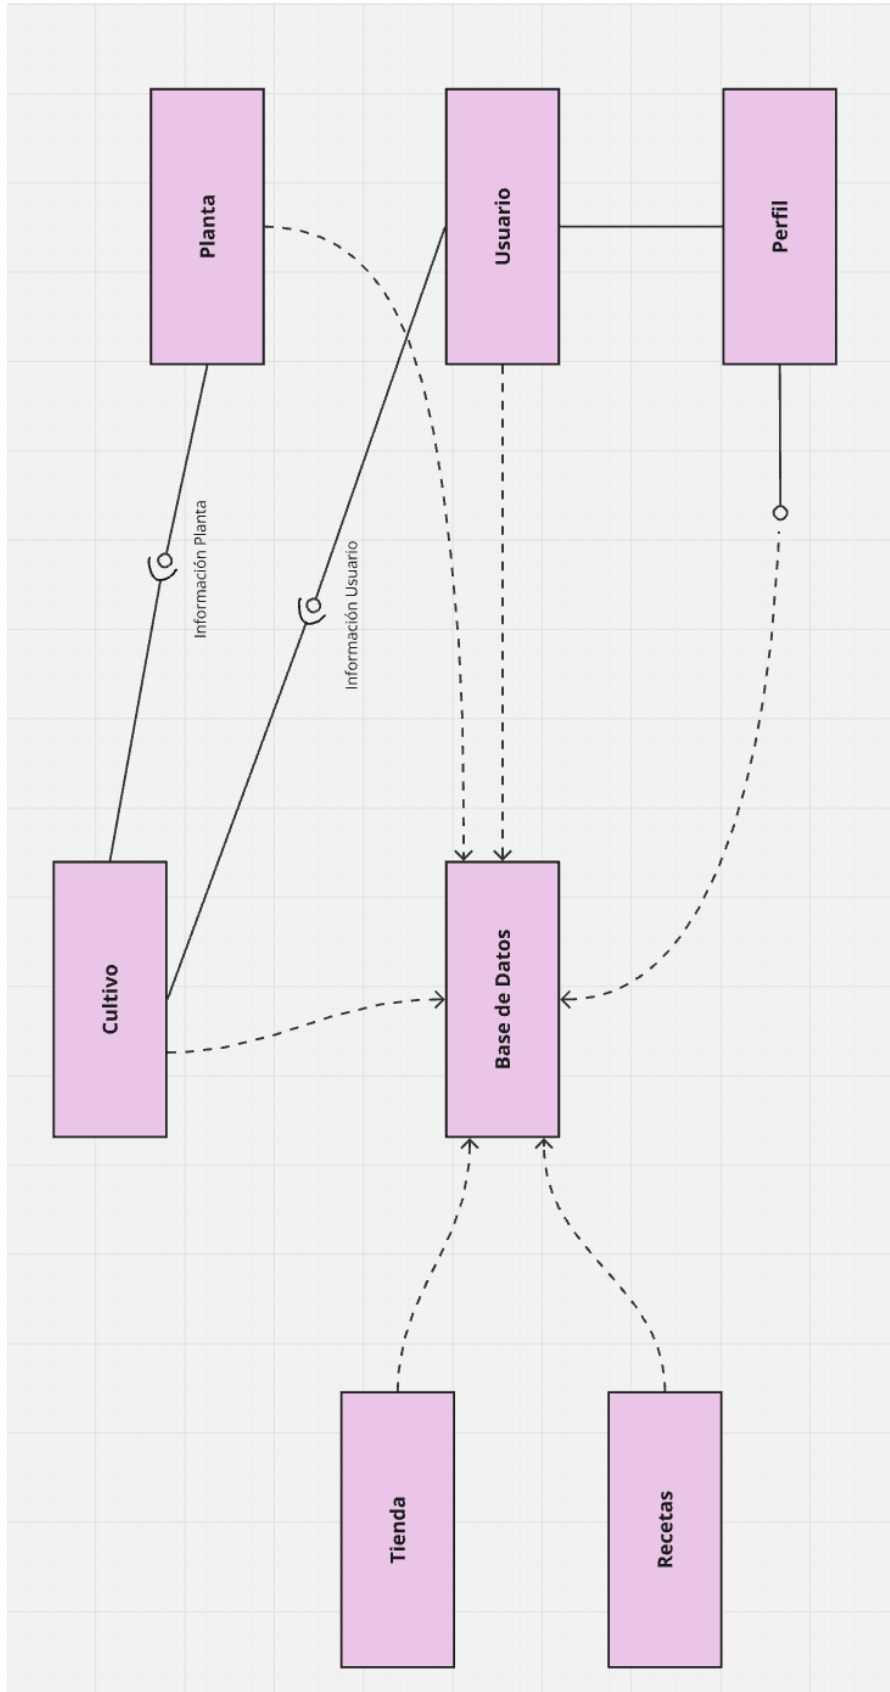 Planta
Usuario
Perfil
Información Planta
Información Usuario
Cultivo
Base de Datos
Tienda
Recetas